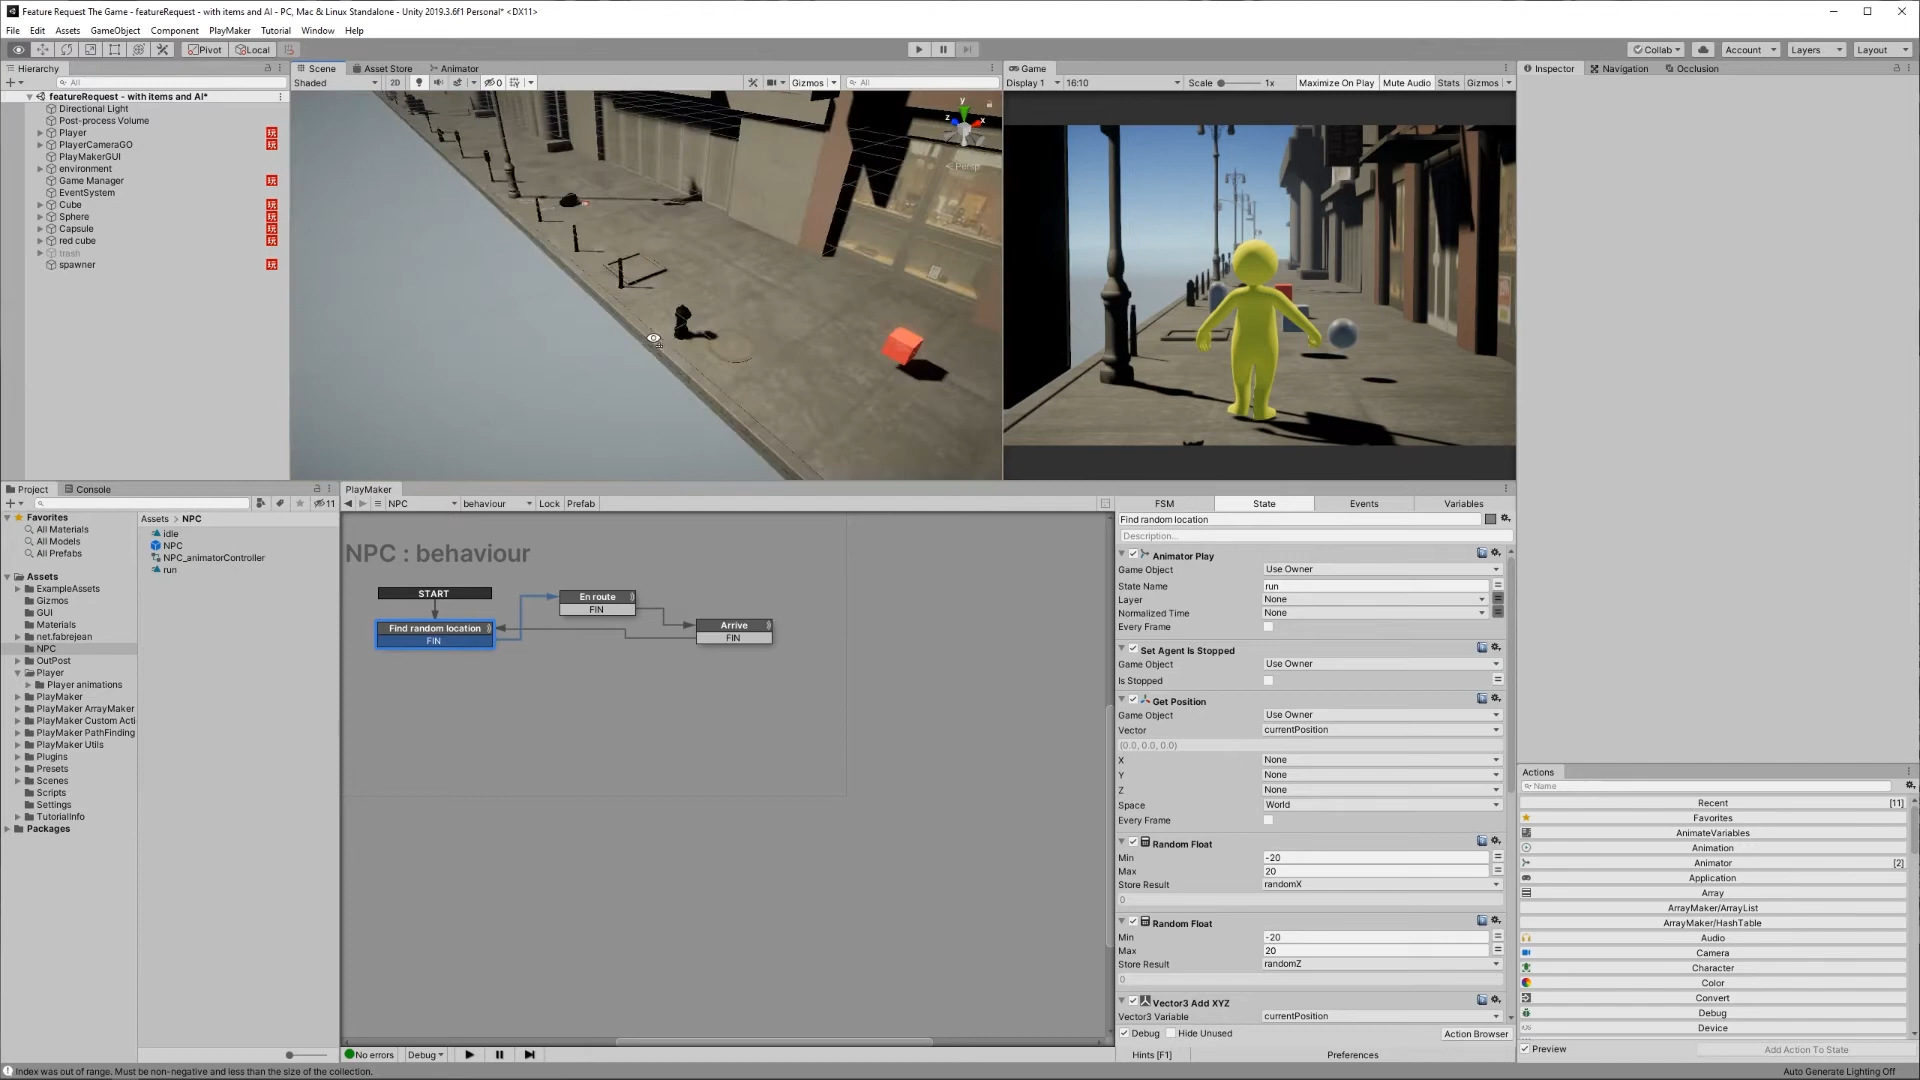 Feature Request The Game - featureRequest - with items and AI - PC, Mac & Linux Standalone - Unity 2019.3.6f1 Personal* <DX11>
File Edit Assets GameObject Component PlayMaker Tutorial Window Help
Pivot Local Collab Account Layers Layout
Hierarchy
All
featureRequest - with items and AI*
Directional Light
Post-process Volume
Player
PlayerCameraGO
PlayMakerGUI
environment
Game Manager
EventSystem
Cube
Sphere
Capsule
red cube
trash
spawner
玩
玩
玩
玩
玩
玩
玩
玩
Scene Asset Store Animator
Shaded 2D 0 Gizmos All
y
z x
Persp
Game
Display 1 16:10 Scale 1x Maximize On Play Mute Audio Stats Gizmos
Inspector Navigation Occlusion
Project Console
11
Favorites
All Materials
All Models
All Prefabs
Assets
ExampleAssets
Gizmos
GUI
Materials
net.fabrejean
NPC
OutPost
Player
Player animations
PlayMaker
PlayMaker ArrayMaker
PlayMaker Custom Acti
PlayMaker PathFinding
PlayMaker Utils
Plugins
Presets
Scenes
Scripts
Settings
TutorialInfo
Packages
Assets > NPC
idle
NPC
NPC_animatorController
run
PlayMaker
NPC behaviour Lock Prefab
NPC : behaviour
START
Find random location
FIN
En route
FIN
Arrive
FIN
No errors Debug
FSM State Events Variables
Find random location
Description...
Animator Play
Game Object Use Owner
State Name run
Layer None
Normalized Time None
Every Frame
Set Agent Is Stopped
Game Object Use Owner
Is Stopped
Get Position
Game Object Use Owner
Vector currentPosition
(0.0, 0.0, 0.0)
X None
Y None
Z None
Space World
Every Frame
Random Float
Min -20
Max 20
Store Result randomX
0
Random Float
Min -20
Max 20
Store Result randomZ
0
Vector3 Add XYZ
Vector3 Variable currentPosition
Debug Hide Unused Action Browser
Hints [F1] Preferences
Actions
Name
Recent [11]
Favorites
AnimateVariables
Animation
Animator [2]
Application
Array
ArrayMaker/ArrayList
ArrayMaker/HashTable
Audio
Camera
Character
Color
Convert
Debug
Device
Preview Add Action To State
Index was out of range. Must be non-negative and less than the size of the collection.
Auto Generate Lighting Off